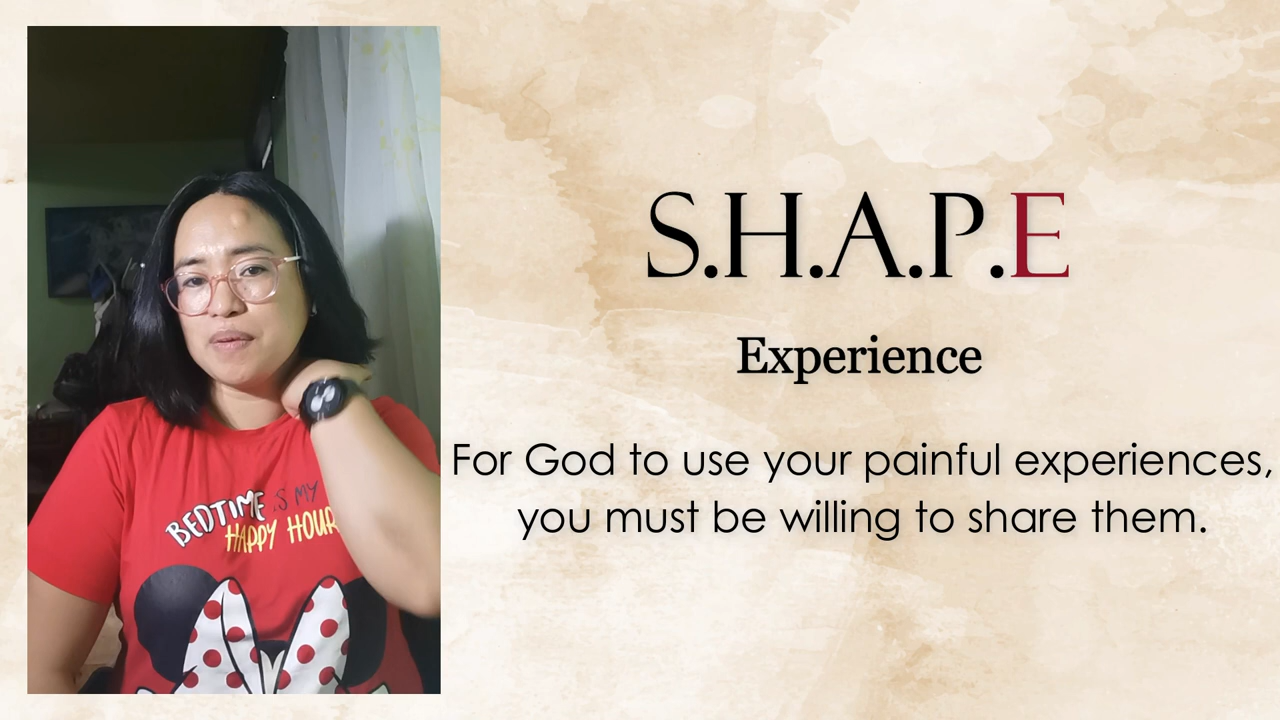 S.H.A.P.E
Experience
For God to use your painful experiences,
you must be willing to share them.
BEDTIME IS MY
HAPPY HOUR